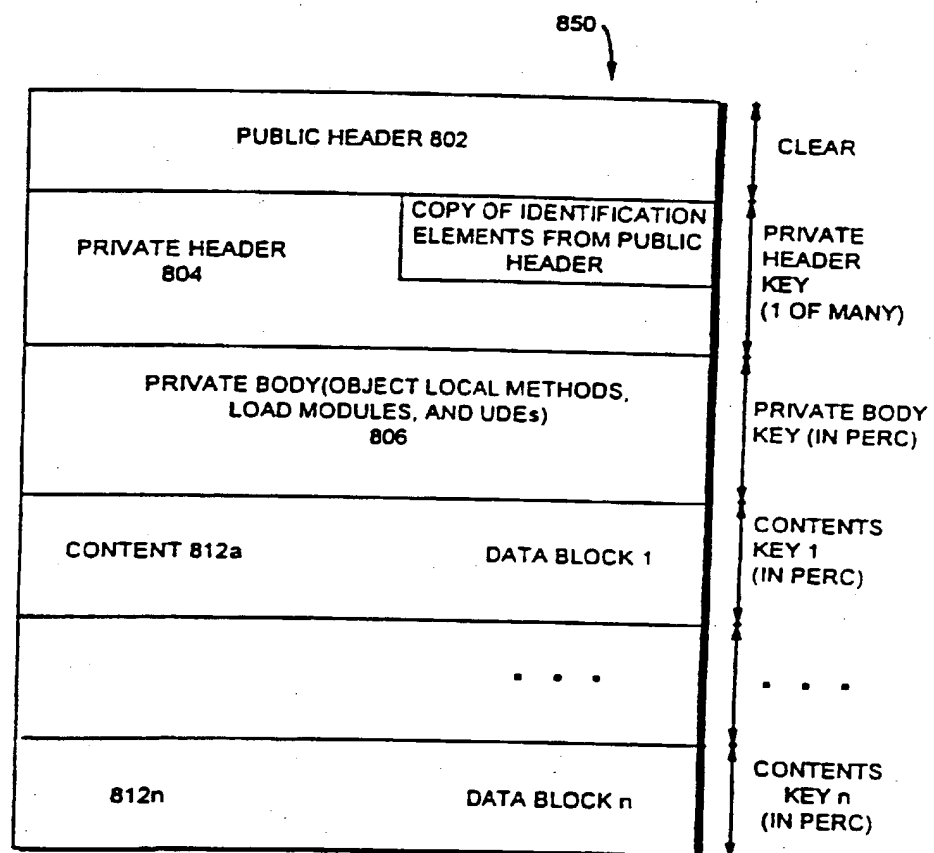 850
PUBLIC HEADER 802
CLEAR
PRIVATE HEADER
804
COPY OF IDENTIFICATION
ELEMENTS FROM PUBLIC
HEADER
PRIVATE
HEADER
KEY
(1 OF MANY)
PRIVATE BODY(OBJECT LOCAL METHODS,
LOAD MODULES, AND UDEs)
806
PRIVATE BODY
KEY (IN PERC)
CONTENT 812a
DATA BLOCK 1
CONTENTS
KEY 1
(IN PERC)
. . .
. . .
812n
DATA BLOCK n
CONTENTS
KEY n
(IN PERC)